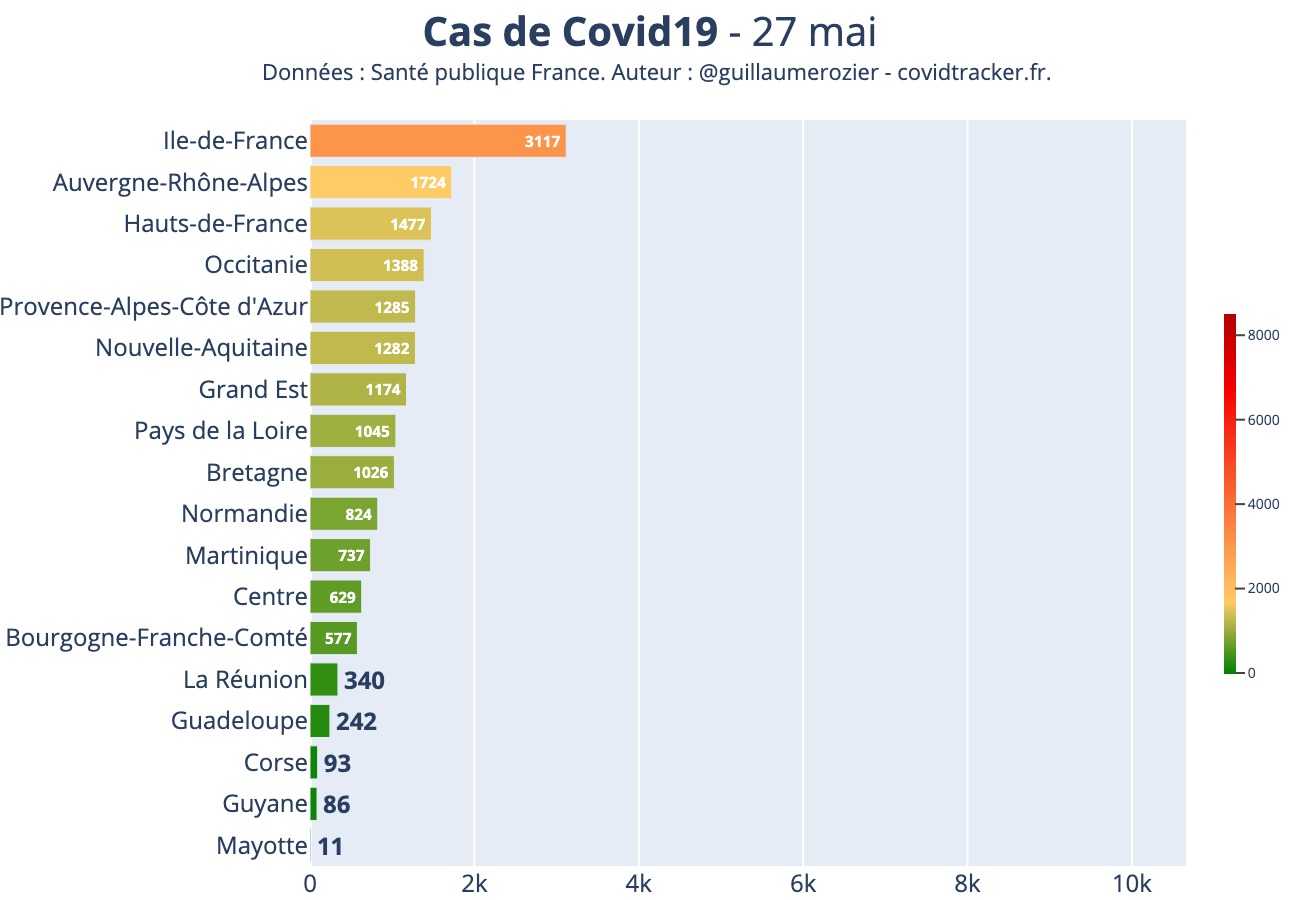 Cas de Covid19 - 27 mai
Données : Santé publique France. Auteur : @guillaumerozier - covidtracker.fr.
Ile-de-France 3117
Auvergne-Rhône-Alpes 1724
Hauts-de-France 1477
Occitanie 1388
Provence-Alpes-Côte d'Azur 1285
Nouvelle-Aquitaine 1282
Grand Est 1174
Pays de la Loire 1045
Bretagne 1026
Normandie 824
Martinique 737
Centre 629
Bourgogne-Franche-Comté 577
La Réunion 340
Guadeloupe 242
Corse 93
Guyane 86
Mayotte 11
0 2k 4k 6k 8k 10k
8000
6000
4000
2000
0